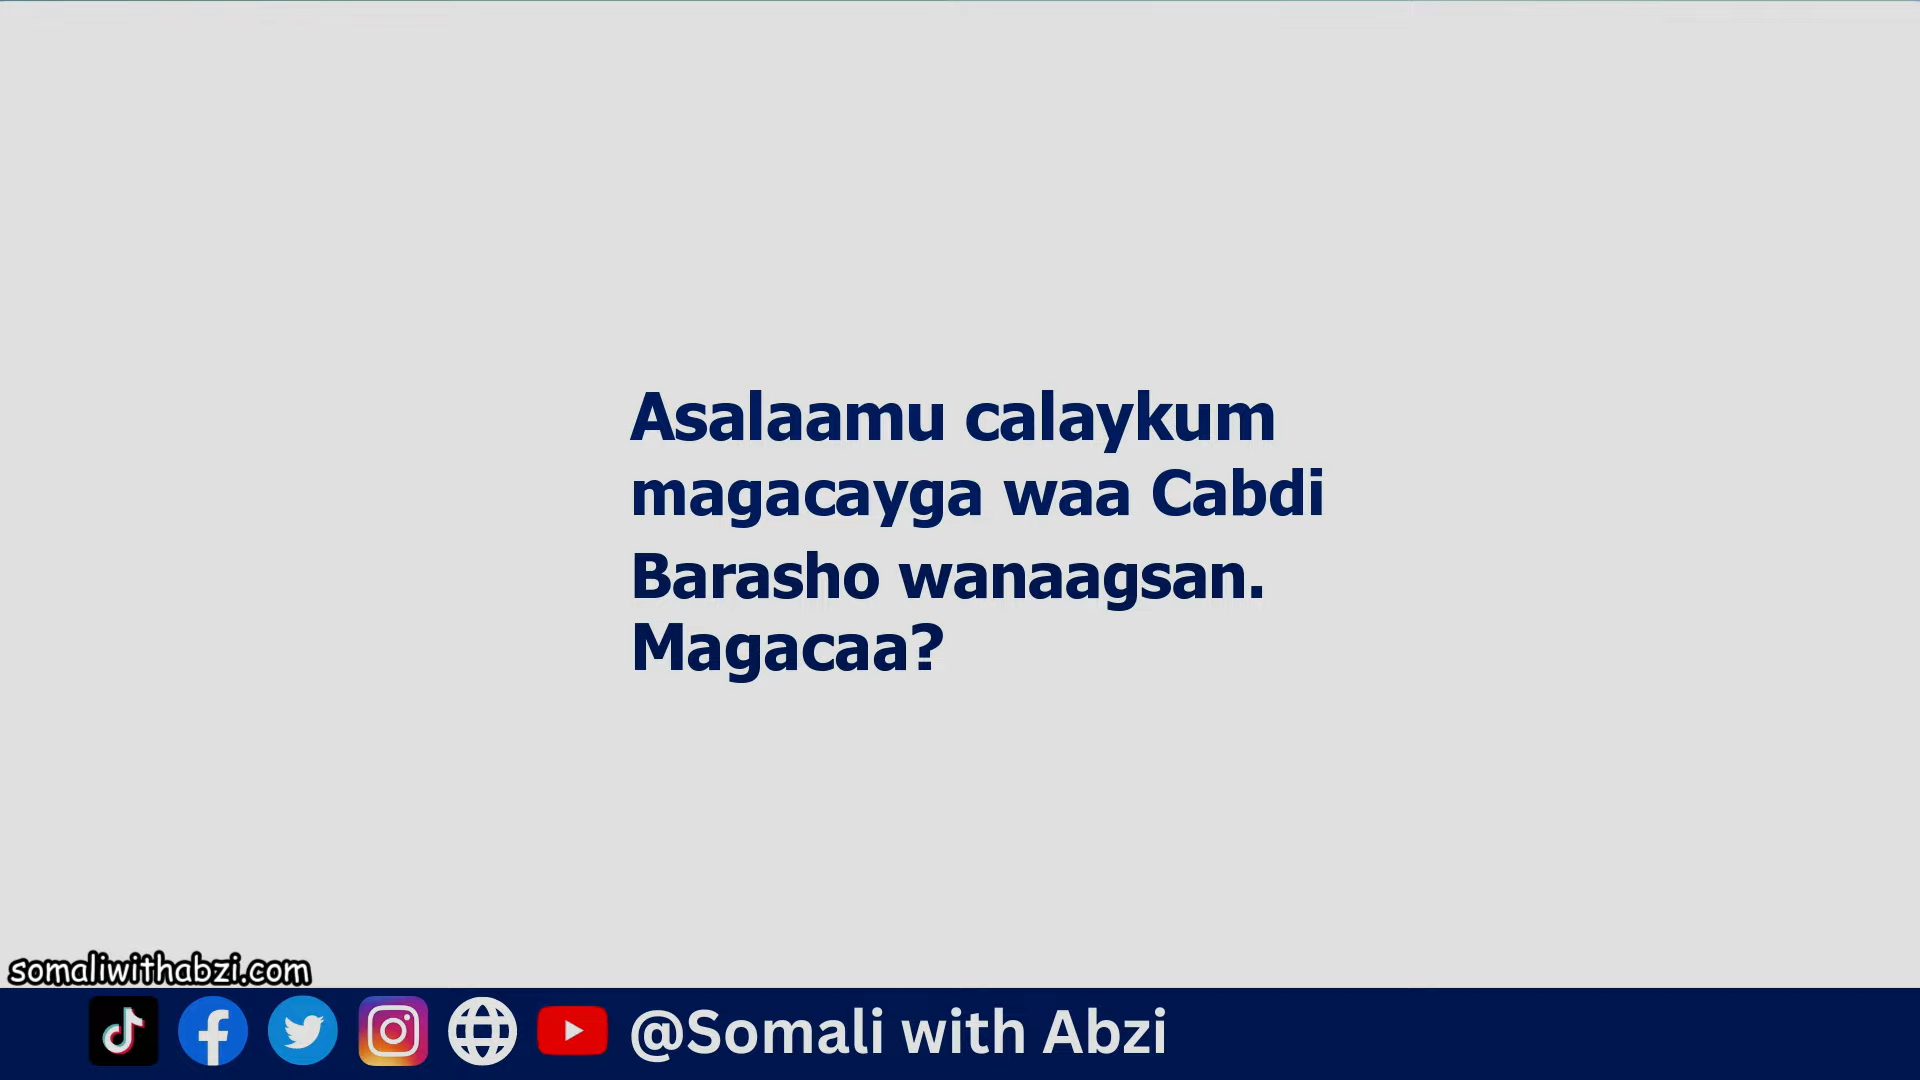 Asalaamu calaykum
magacayga waa Cabdi
Barasho wanaagsan.
Magacaa?
somaliwithabzi.com
@Somali with Abzi